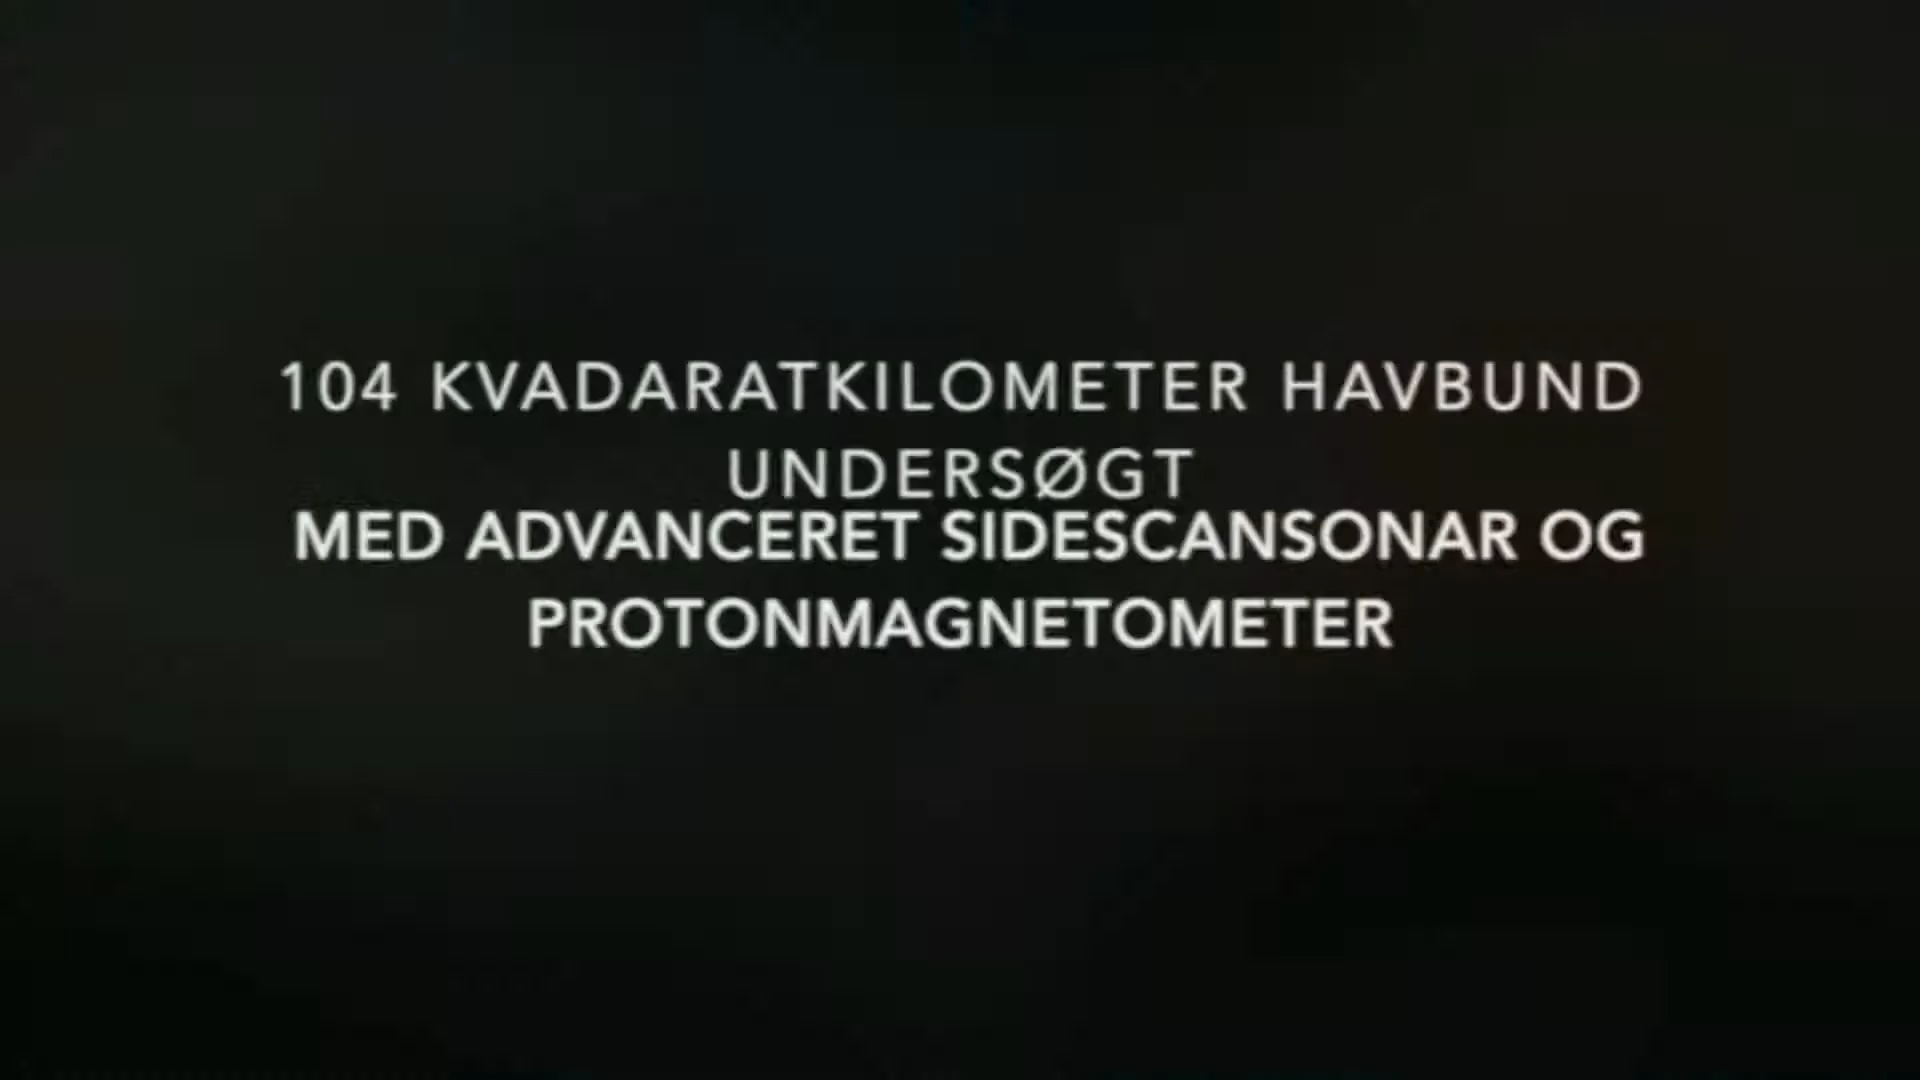 104 KVADARATKILOMETER HAVBUND
UNDERSØGT
MED ADVANCERET SIDESCANSONAR OG
PROTONMAGNETOMETER